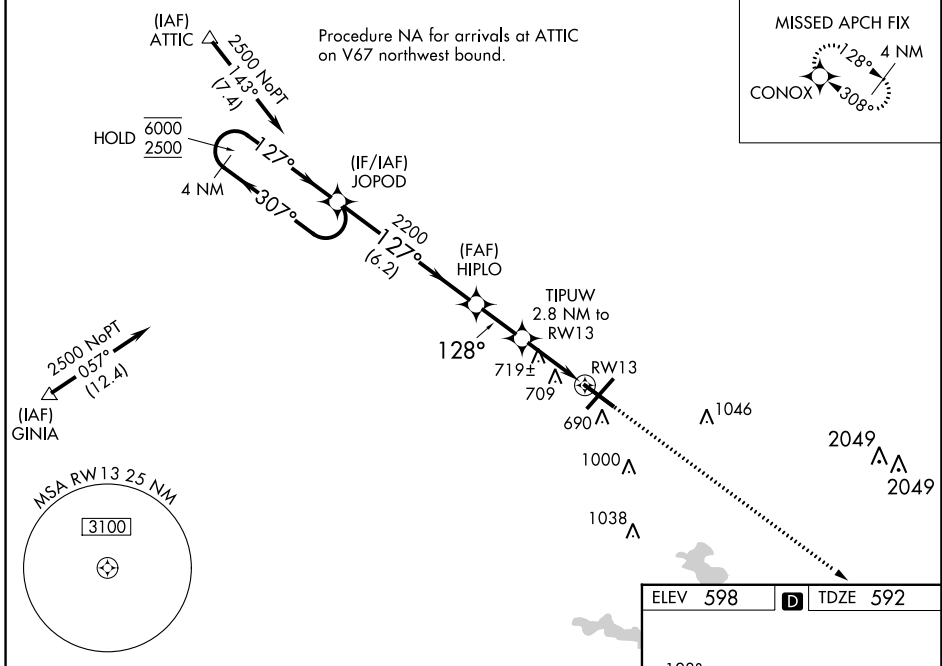 (IAF)
ATTIC
2500 NoPT
143°
(7.4)
Procedure NA for arrivals at ATTIC
on V67 northwest bound.
MISSED APCH FIX
128°
4 NM
CONOX
308°
HOLD
6000
2500
127°
4 NM
307°
(IF/IAF)
JOPOD
2200
127°
(6.2)
(FAF)
HIPLO
TIPUW
2.8 NM to
RW13
128°
719±
709
RW13
690
1046
1000
2049
2049
1038
2500 NoPT
057°
(12.4)
(IAF)
GINIA
MSA RW13 25 NM
3100
ELEV 598
D
TDZE 592